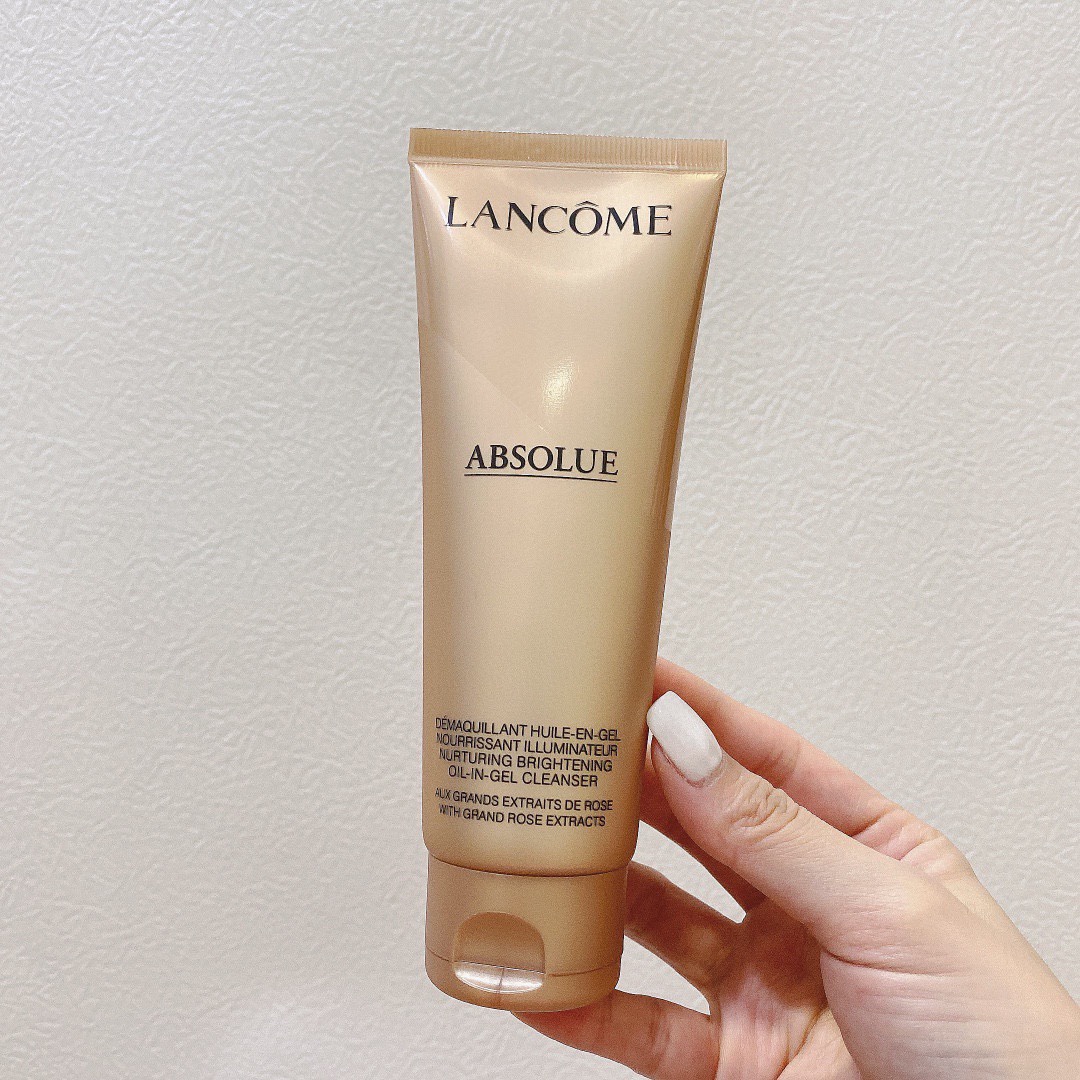 LANCÔME
ABSOLUE
DÉMAQUILLANT HUILE-EN-GEL
NOURRISSANT ILLUMINATEUR
NURTURING BRIGHTENING
OIL-IN-GEL CLEANSER
AUX GRANDS EXTRAITS DE ROSE
WITH GRAND ROSE EXTRACTS